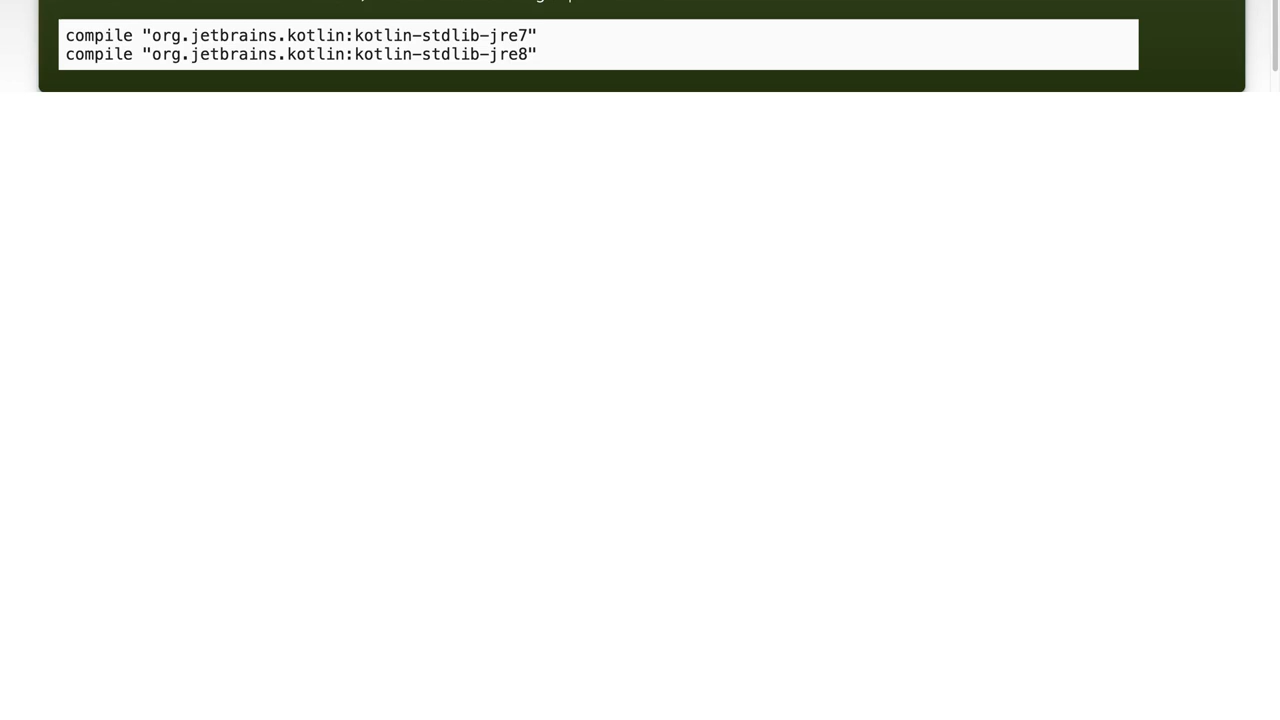 compile "org.jetbrains.kotlin:kotlin-stdlib-jre7"
compile "org.jetbrains.kotlin:kotlin-stdlib-jre8"